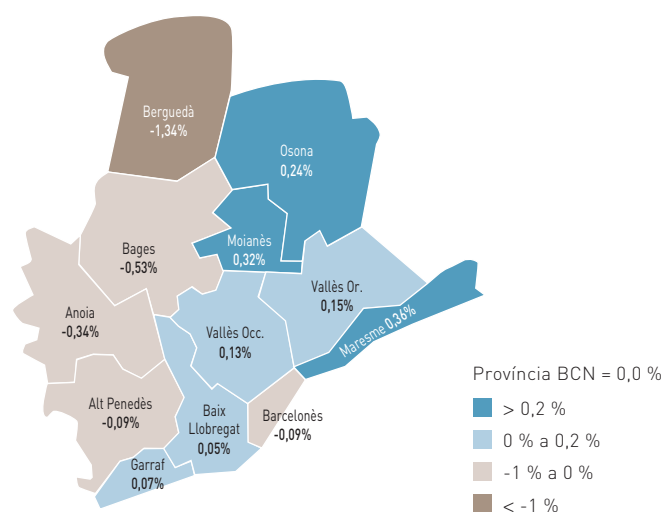 Berguedà
-1,34%
Osona
0,24%
Moianès
0,32%
Bages
-0,53%
Vallès Or.
0,15%
Anoia
-0,34%
Maresme 0,36%
Vallès Occ.
0,13%
Alt Penedès
-0,09%
Baix
Llobregat
0,05%
Barcelonès
-0,09%
Garraf
0,07%
Província BCN = 0,0 %
> 0,2 %
0 % a 0,2 %
-1 % a 0 %
< -1 %